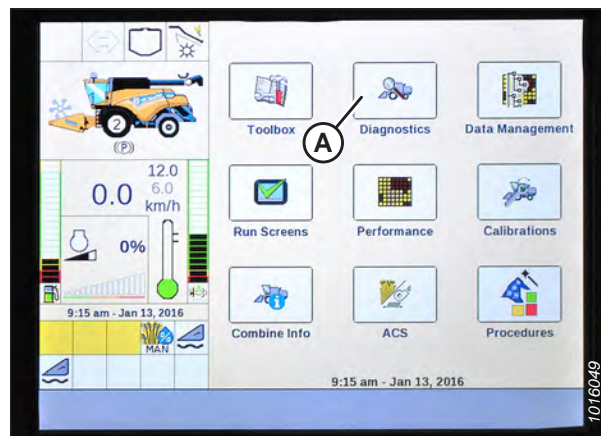 2
(P)
12.0
6.0
0.0
km/h
0%
9:15 am - Jan 13, 2016
MAN
Toolbox
Diagnostics
Data Management
A
Run Screens
Performance
Calibrations
Combine Info
ACS
Procedures
9:15 am - Jan 13, 2016
1016049